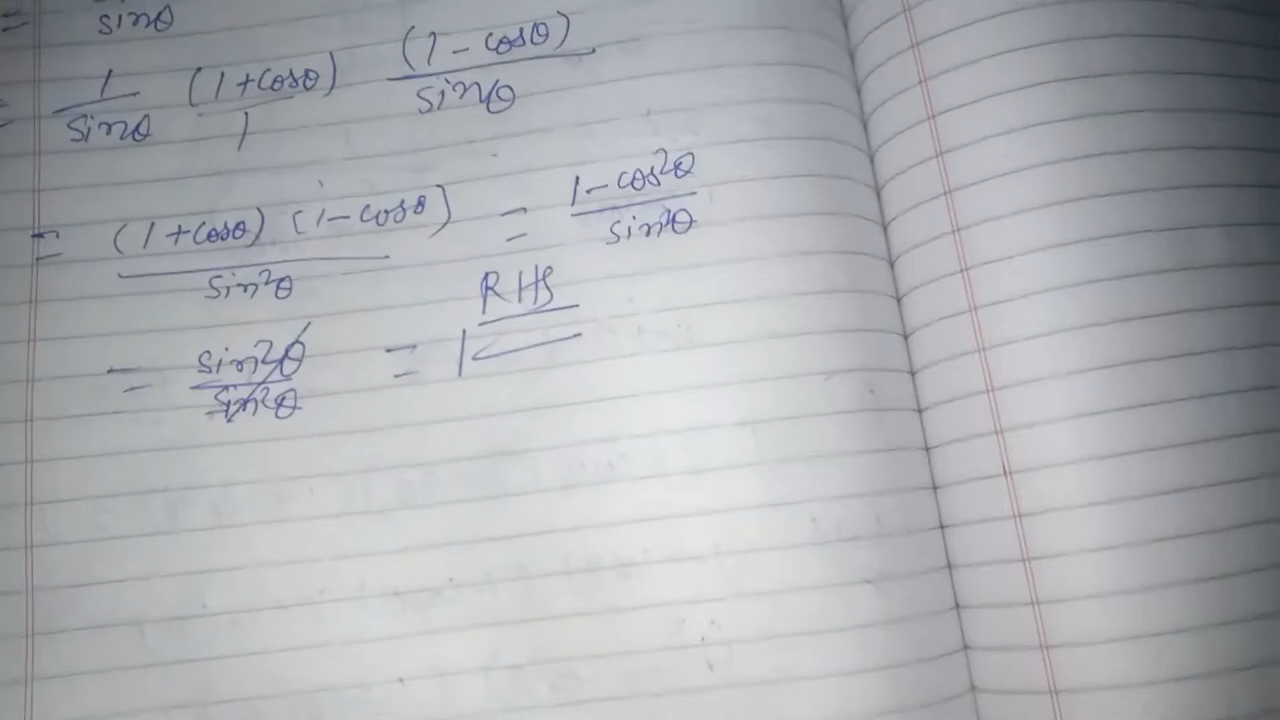 = sinθ
= 1/sinθ (1+cosθ)/1 (1-cosθ)/sinθ
= (1+cosθ) (1-cosθ)/sin²θ = 1-cos²θ/sin²θ
RHS
= sin²θ/sin²θ = 1